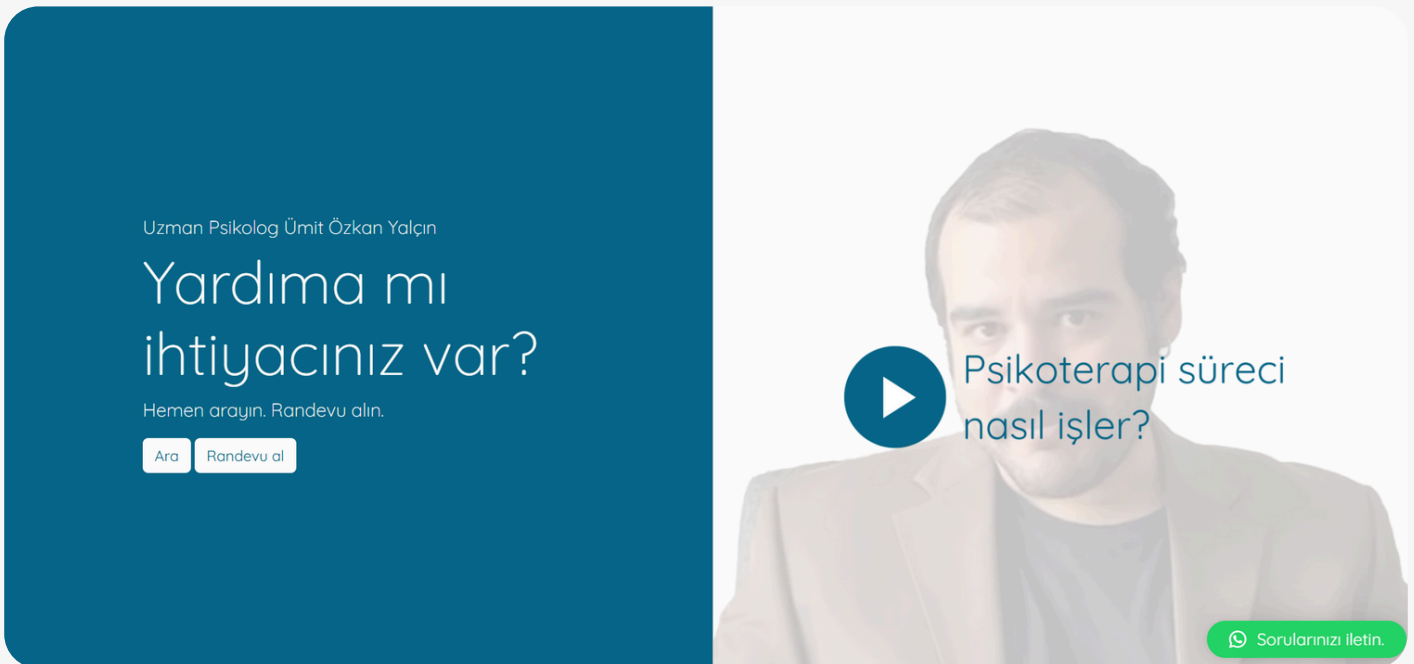 Uzman Psikolog Ümit Özkan Yalçın
Yardıma mı
ihtiyacınız var?
Hemen arayın. Randevu alın.
Ara
Randevu al
Psikoterapi süreci
nasıl işler?
Sorularınızı iletin.